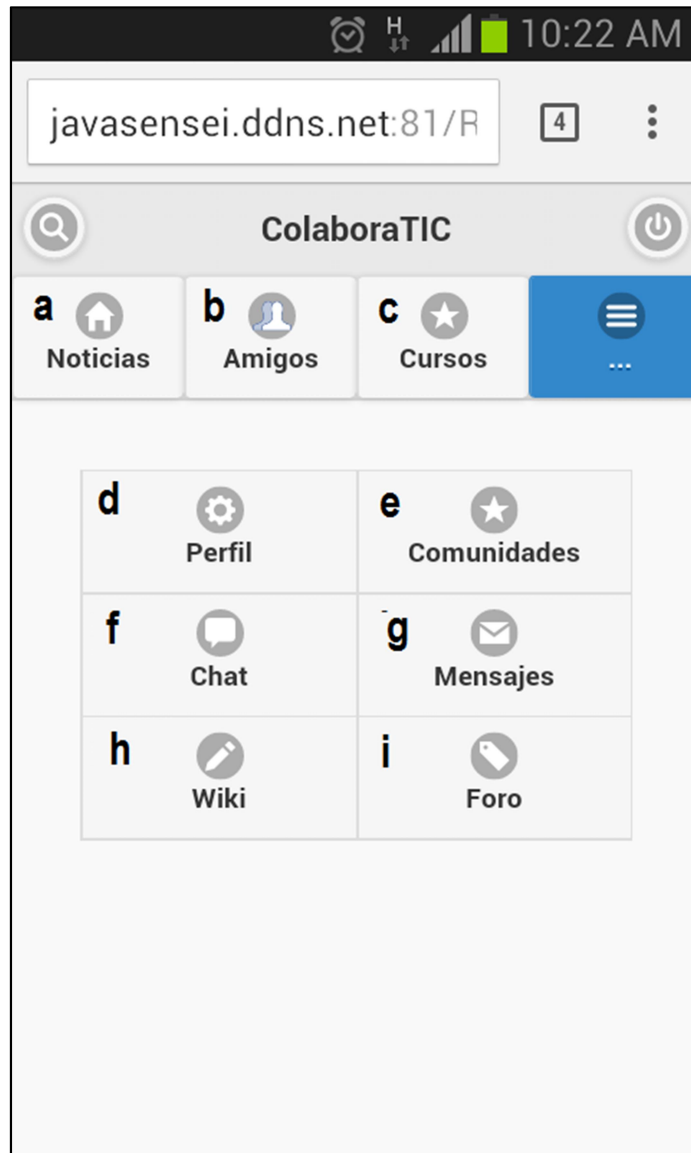 H 10:22 AM
javasensei.ddns.net:81/R 4
ColaboraTIC
a b c
Noticias Amigos Cursos ...
d e
Perfil Comunidades
f g
Chat Mensajes
h i
Wiki Foro